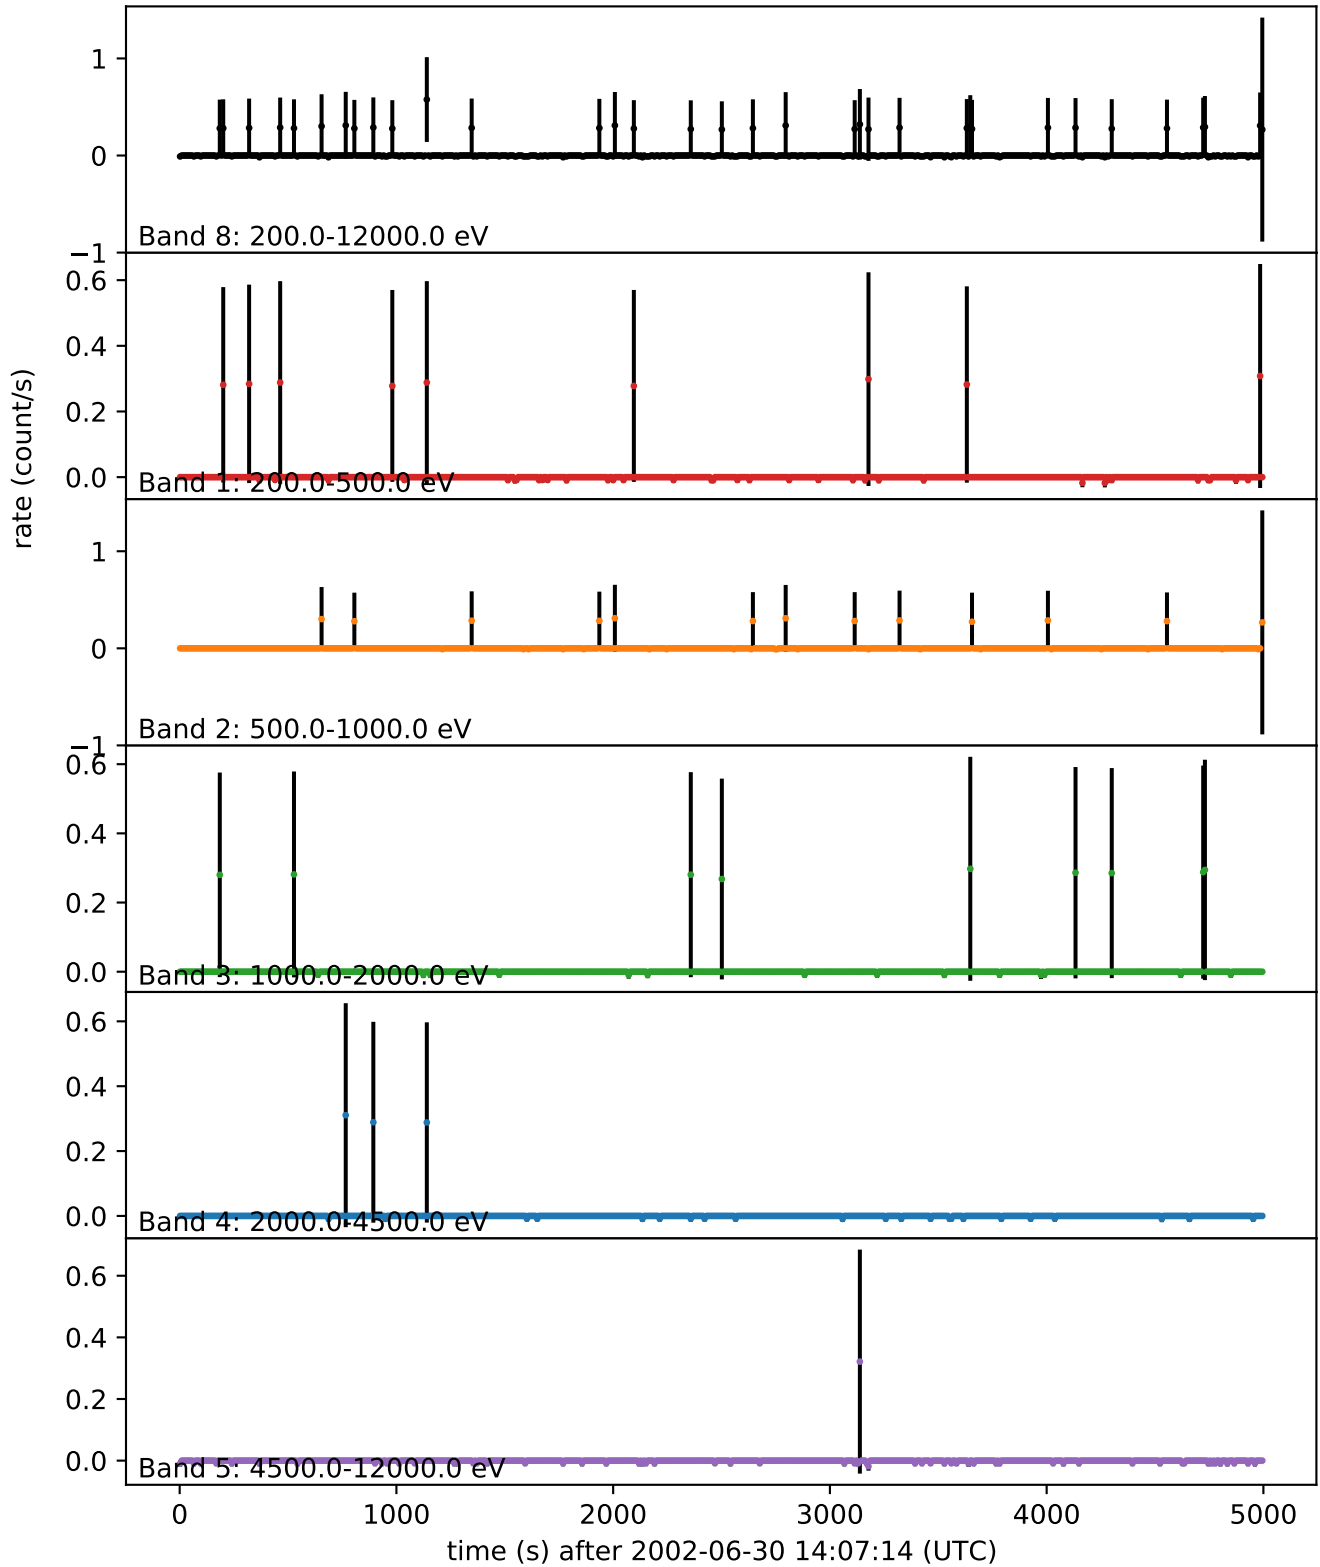 1
0
−1
Band 8: 200.0-12000.0 eV
0.6
0.4
0.2
0.0
Band 1: 200.0-500.0 eV
rate (count/s)
1
0
−1
Band 2: 500.0-1000.0 eV
0.6
0.4
0.2
0.0
Band 3: 1000.0-2000.0 eV
0.6
0.4
0.2
0.0
Band 4: 2000.0-4500.0 eV
0.6
0.4
0.2
0.0
Band 5: 4500.0-12000.0 eV
0 1000 2000 3000 4000 5000
time (s) after 2002-06-30 14:07:14 (UTC)